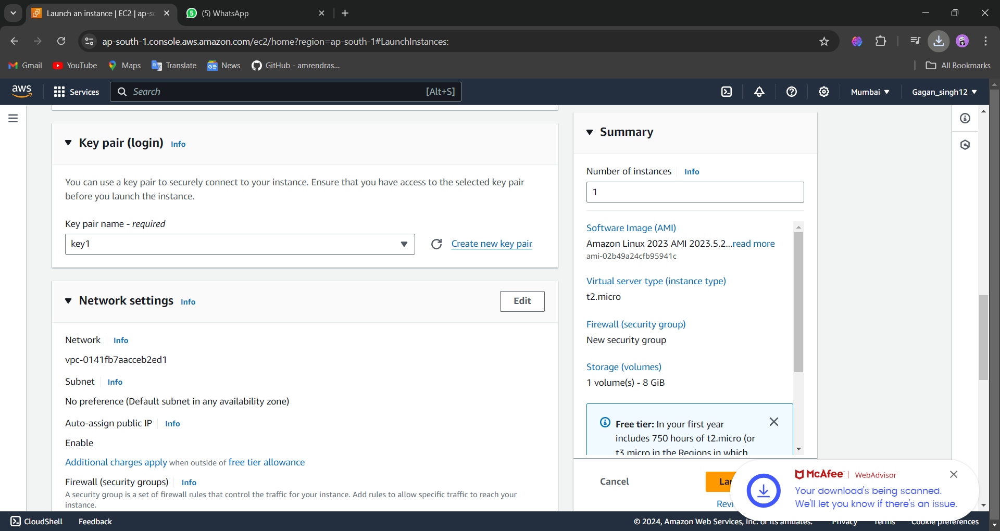 Launch an instance | EC2 | ap-so
(5) WhatsApp
ap-south-1.console.aws.amazon.com/ec2/home?region=ap-south-1#LaunchInstances:
Gmail
YouTube
Maps
Translate
News
GitHub - amrendras...
All Bookmarks
aws
Services
Search
[Alt+S]
Mumbai
Gagan_singh12
Key pair (login) Info
You can use a key pair to securely connect to your instance. Ensure that you have access to the selected key pair
before you launch the instance.
Key pair name - required
key1
Create new key pair
Network settings Info
Edit
Network Info
vpc-0141fb7aacceb2ed1
Subnet Info
No preference (Default subnet in any availability zone)
Auto-assign public IP Info
Enable
Additional charges apply when outside of free tier allowance
Firewall (security groups) Info
A security group is a set of firewall rules that control the traffic for your instance. Add rules to allow specific traffic to reach your
instance.
Summary
Number of instances Info
1
Software Image (AMI)
Amazon Linux 2023 AMI 2023.5.2...read more
ami-02b49a24cfb95941c
Virtual server type (instance type)
t2.micro
Firewall (security group)
New security group
Storage (volumes)
1 volume(s) - 8 GiB
Free tier: In your first year
includes 750 hours of t2.micro (or
t3.micro in the Regions in which
Cancel
McAfee | WebAdvisor
Your download's being scanned.
We'll let you know if there's an issue.
CloudShell
Feedback
© 2024, Amazon Web Services, Inc. or its affiliates.
Privacy
Terms
Cookie preferences